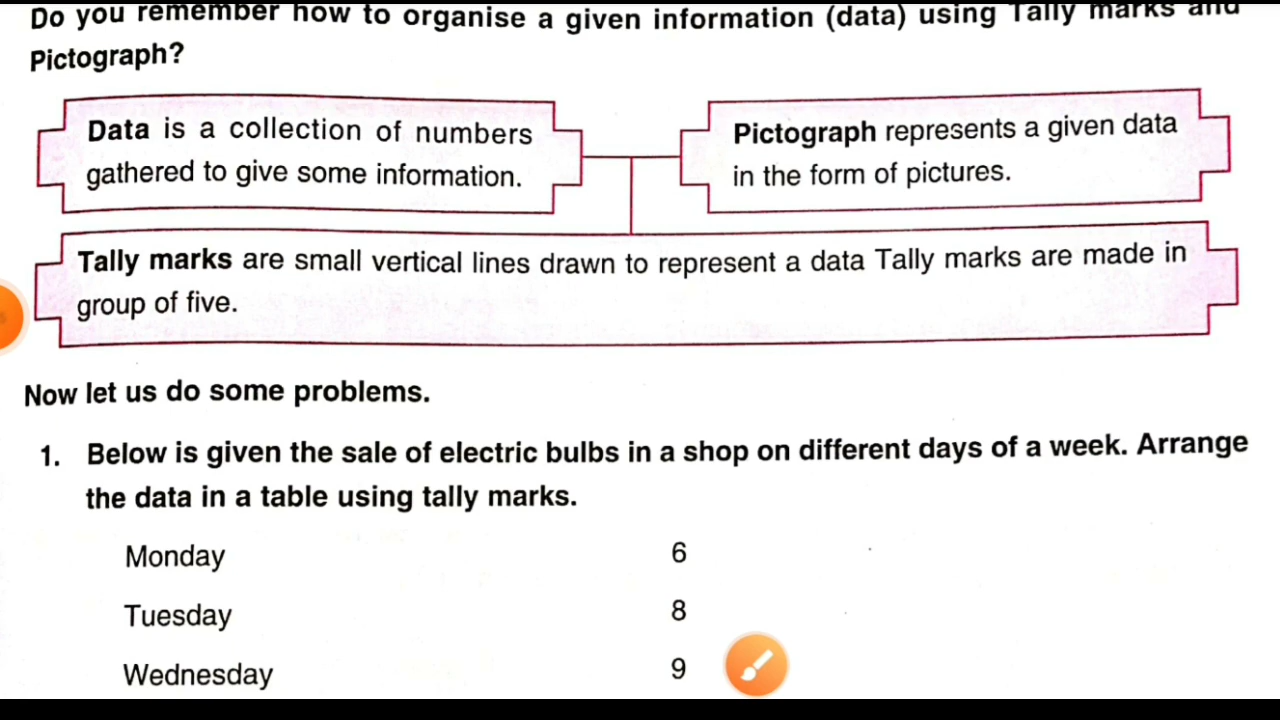 Do you remember how to organise a given information (data) using Tally marks and
Pictograph?
Data is a collection of numbers
gathered to give some information.
Pictograph represents a given data
in the form of pictures.
Tally marks are small vertical lines drawn to represent a data Tally marks are made in
group of five.
Now let us do some problems.
1. Below is given the sale of electric bulbs in a shop on different days of a week. Arrange
the data in a table using tally marks.
Monday 6
Tuesday 8
Wednesday 9